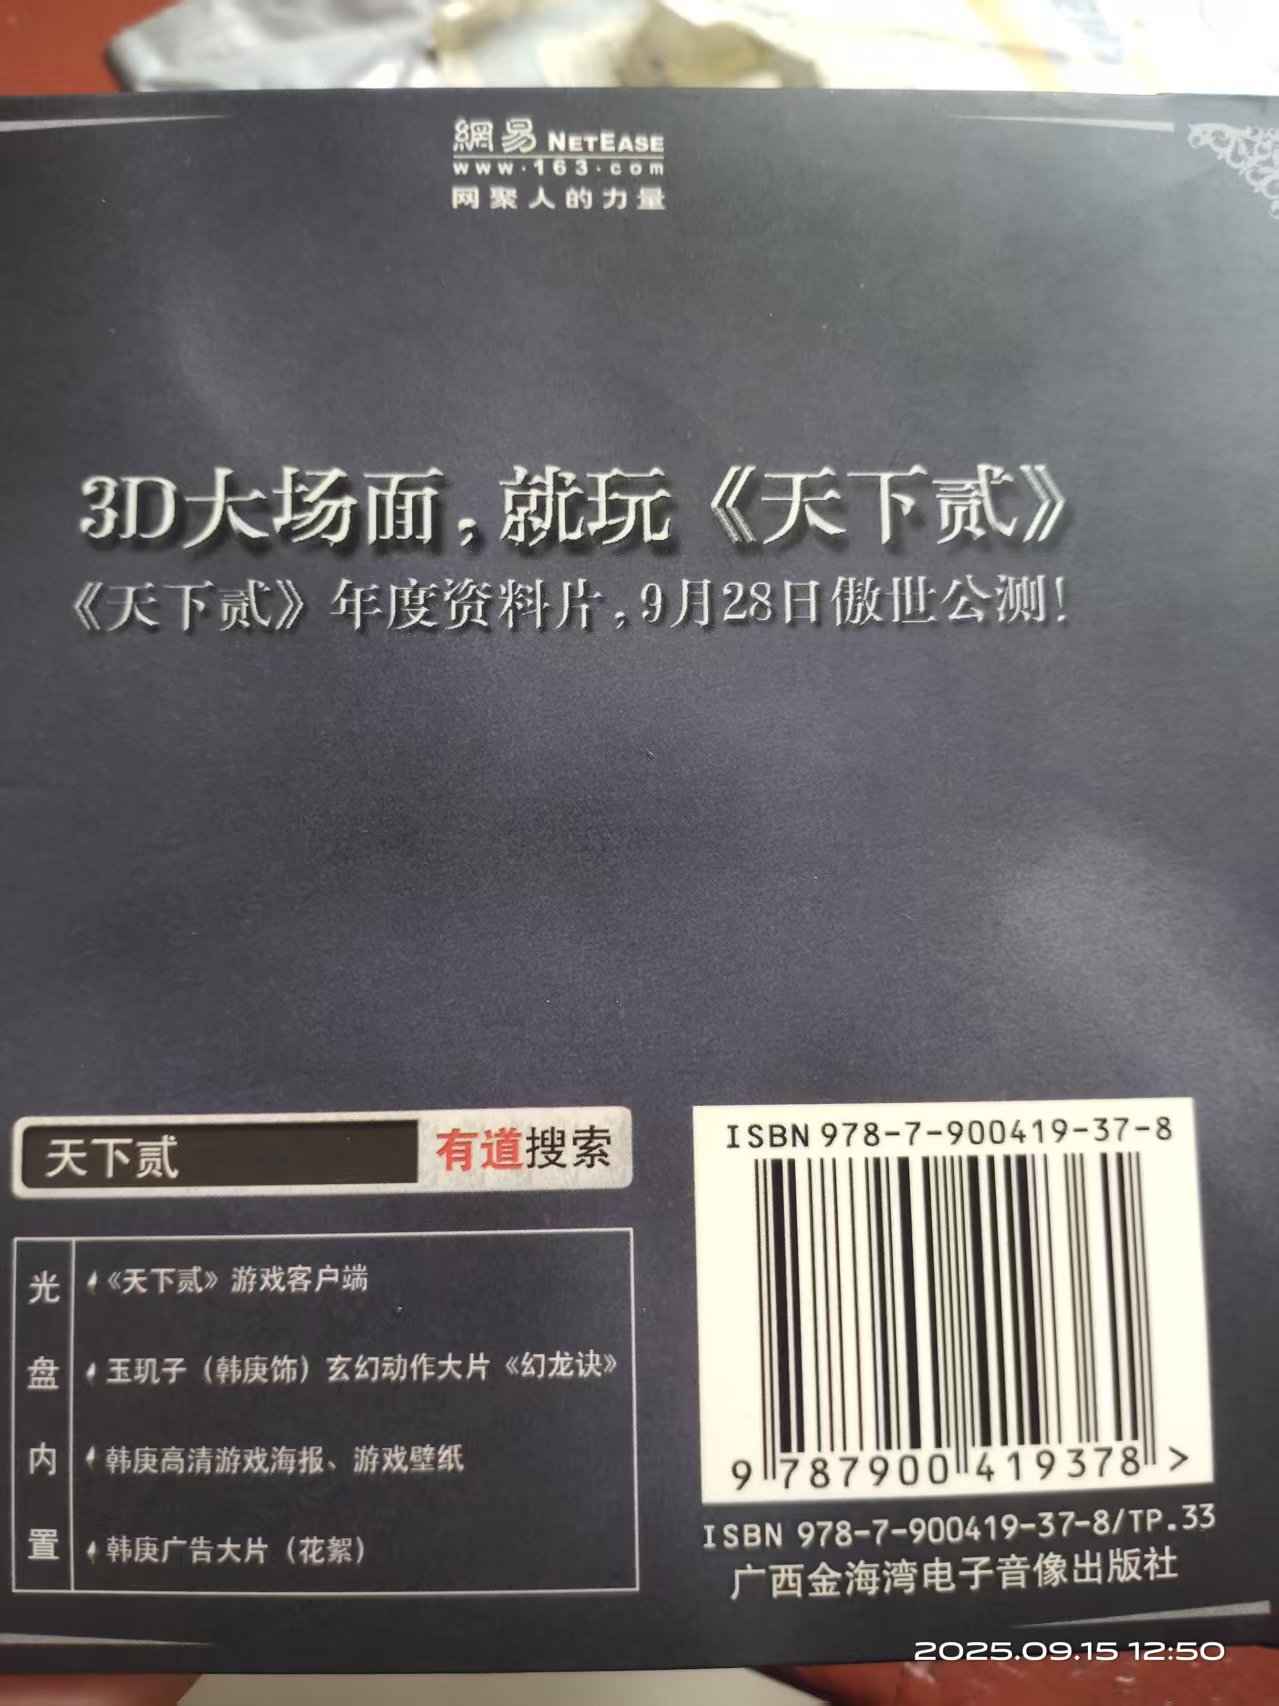 網易 NETEASE
www.163.com
网聚人的力量
3D大场面，就玩《天下贰》
《天下贰》年度资料片，9月28日傲世公测！
天下贰 有道搜索
光盘内置
《天下贰》游戏客户端
玉玑子（韩庚饰）玄幻动作大片《幻龙诀》
韩庚高清游戏海报、游戏壁纸
韩庚广告大片（花絮）
ISBN 978-7-900419-37-8
9 787900 419378 >
ISBN 978-7-900419-37-8/TP.33
广西金海湾电子音像出版社
2025.09.15 12:50